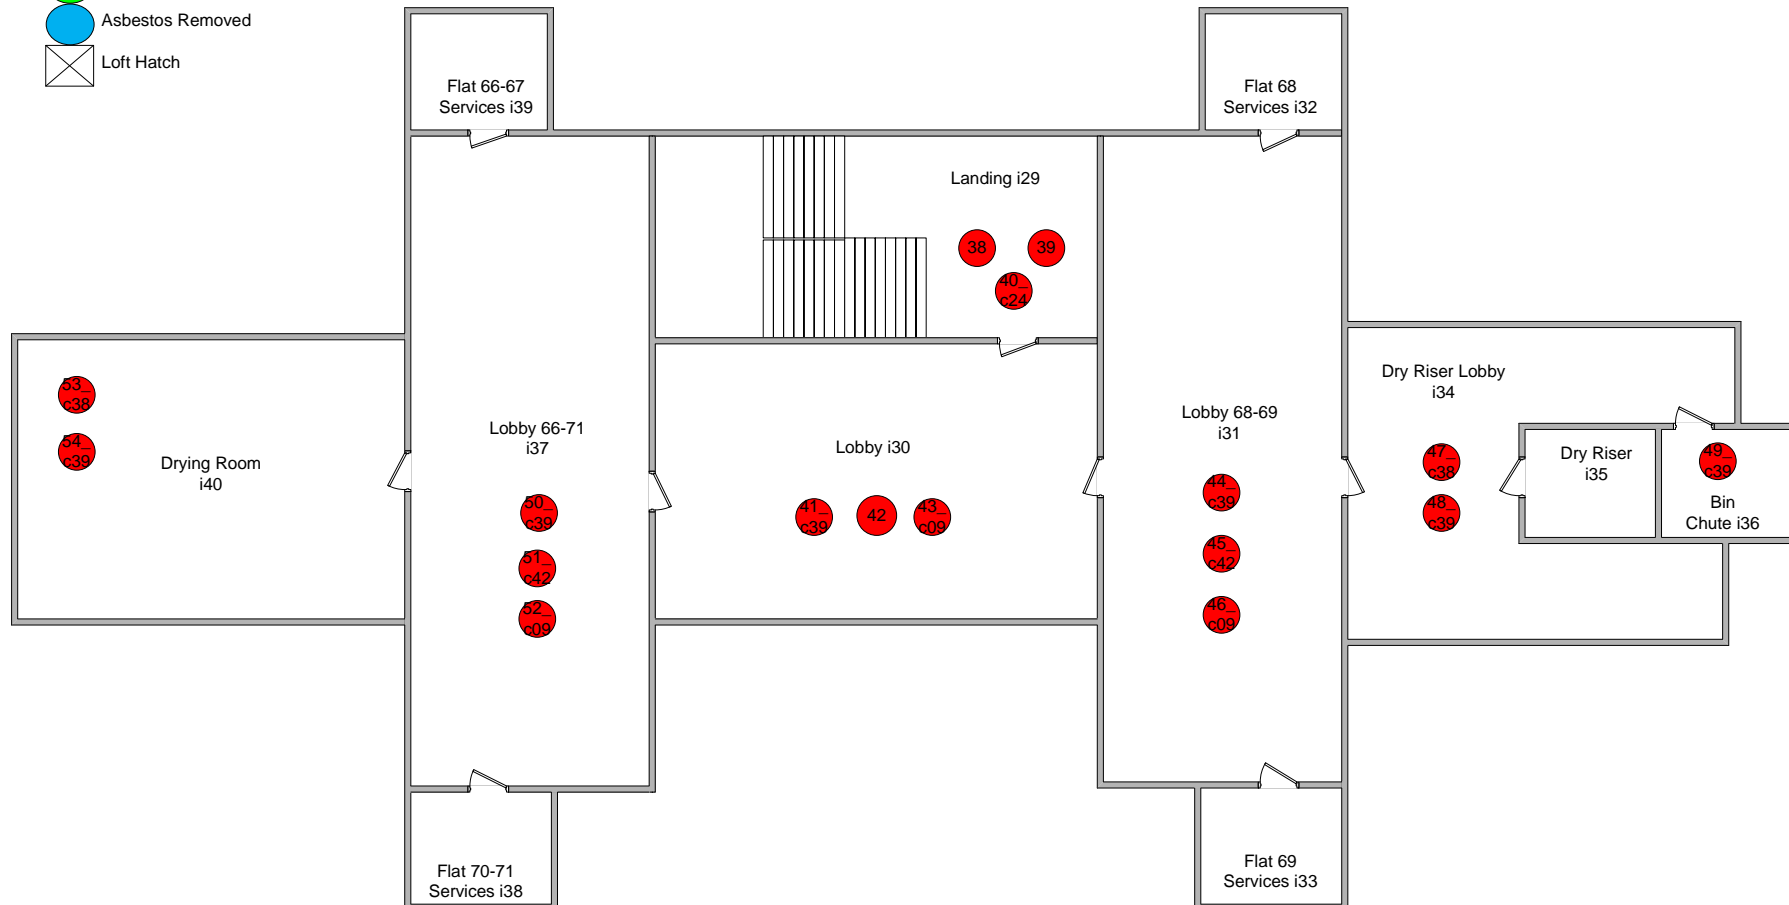 Asbestos Removed
Loft Hatch
Flat 66-67
Services i39
Flat 68
Services i32
Landing i29
38
39
40_
c24
Dry Riser Lobby
i34
53_
c38
54_
c39
Drying Room
i40
Lobby 66-71
i37
Lobby i30
Lobby 68-69
i31
50_
c39
51_
c42
52_
c09
41_
c39
42
43_
c09
44_
c39
45_
c42
46_
c09
47_
c38
48_
c39
Dry Riser
i35
49_
c39
Bin
Chute i36
Flat 70-71
Services i38
Flat 69
Services i33